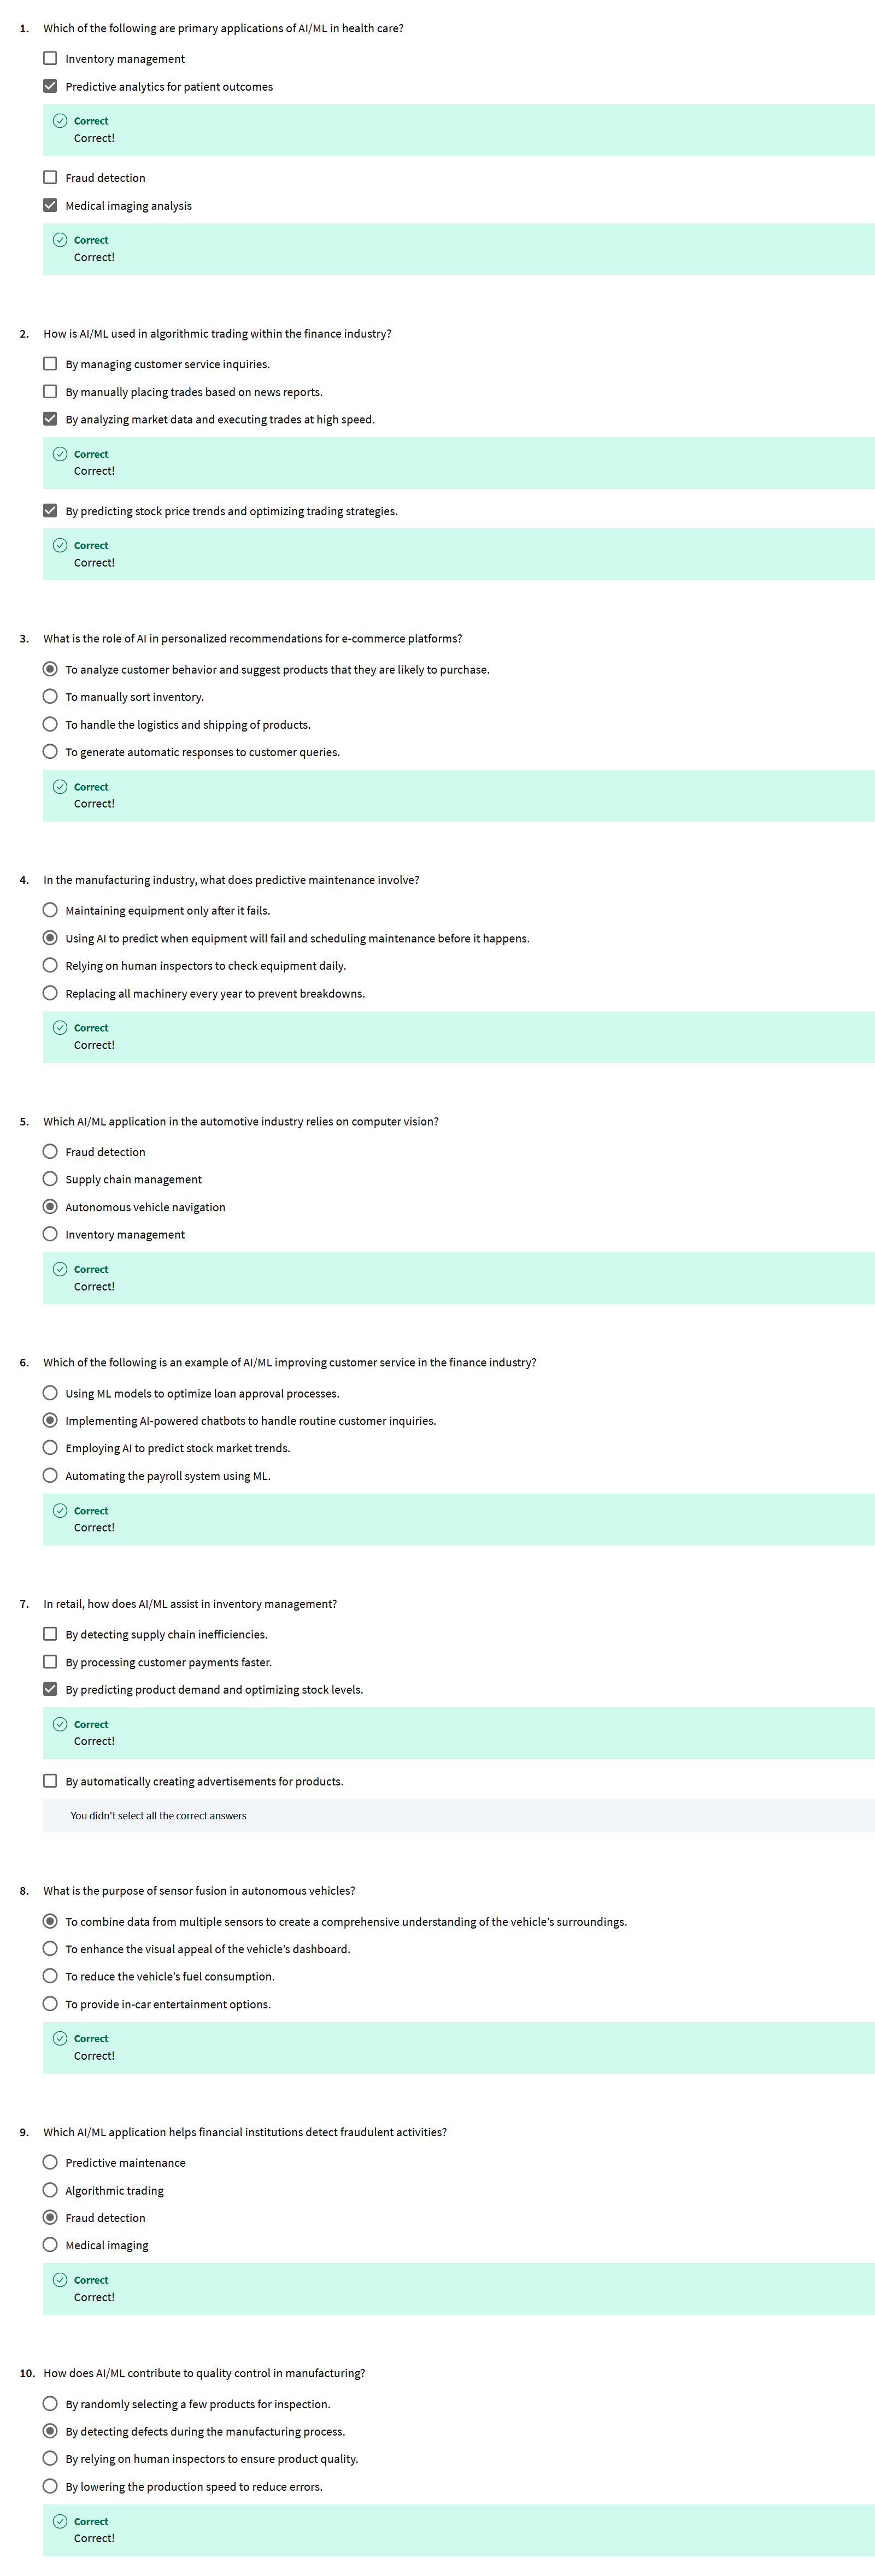 1. Which of the following are primary applications of AI/ML in health care?
Inventory management
Predictive analytics for patient outcomes
Correct
Correct!
Fraud detection
Medical imaging analysis
Correct
Correct!
2. How is AI/ML used in algorithmic trading within the finance industry?
By managing customer service inquiries.
By manually placing trades based on news reports.
By analyzing market data and executing trades at high speed.
Correct
Correct!
By predicting stock price trends and optimizing trading strategies.
Correct
Correct!
3. What is the role of AI in personalized recommendations for e-commerce platforms?
To analyze customer behavior and suggest products that they are likely to purchase.
To manually sort inventory.
To handle the logistics and shipping of products.
To generate automatic responses to customer queries.
Correct
Correct!
4. In the manufacturing industry, what does predictive maintenance involve?
Maintaining equipment only after it fails.
Using AI to predict when equipment will fail and scheduling maintenance before it happens.
Relying on human inspectors to check equipment daily.
Replacing all machinery every year to prevent breakdowns.
Correct
Correct!
5. Which AI/ML application in the automotive industry relies on computer vision?
Fraud detection
Supply chain management
Autonomous vehicle navigation
Inventory management
Correct
Correct!
6. Which of the following is an example of AI/ML improving customer service in the finance industry?
Using ML models to optimize loan approval processes.
Implementing AI-powered chatbots to handle routine customer inquiries.
Employing AI to predict stock market trends.
Automating the payroll system using ML.
Correct
Correct!
7. In retail, how does AI/ML assist in inventory management?
By detecting supply chain inefficiencies.
By processing customer payments faster.
By predicting product demand and optimizing stock levels.
Correct
Correct!
By automatically creating advertisements for products.
You didn't select all the correct answers
8. What is the purpose of sensor fusion in autonomous vehicles?
To combine data from multiple sensors to create a comprehensive understanding of the vehicle's surroundings.
To enhance the visual appeal of the vehicle's dashboard.
To reduce the vehicle's fuel consumption.
To provide in-car entertainment options.
Correct
Correct!
9. Which AI/ML application helps financial institutions detect fraudulent activities?
Predictive maintenance
Algorithmic trading
Fraud detection
Medical imaging
Correct
Correct!
10. How does AI/ML contribute to quality control in manufacturing?
By randomly selecting a few products for inspection.
By detecting defects during the manufacturing process.
By relying on human inspectors to ensure product quality.
By lowering the production speed to reduce errors.
Correct
Correct!